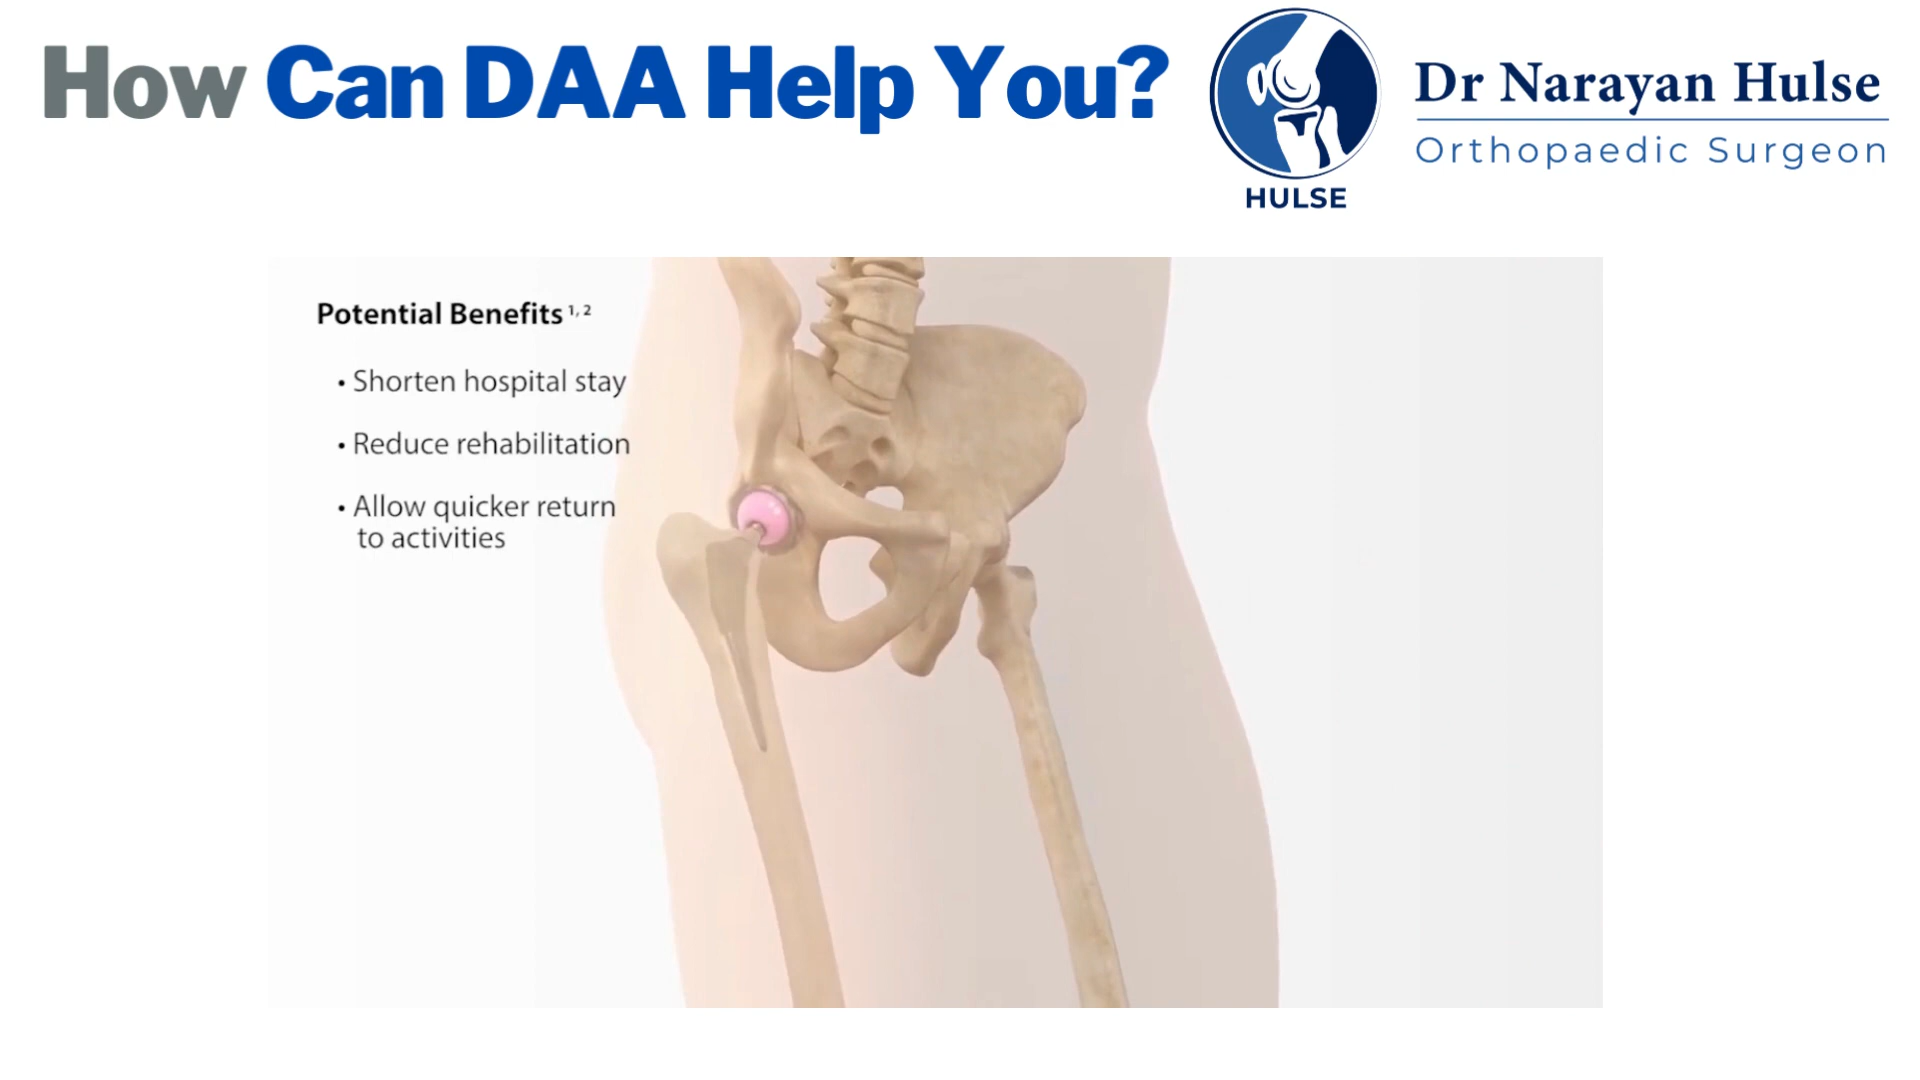 How Can DAA Help You?
HULSE
Dr Narayan Hulse
Orthopaedic Surgeon
Potential Benefits 1, 2
• Shorten hospital stay
• Reduce rehabilitation
• Allow quicker return
to activities